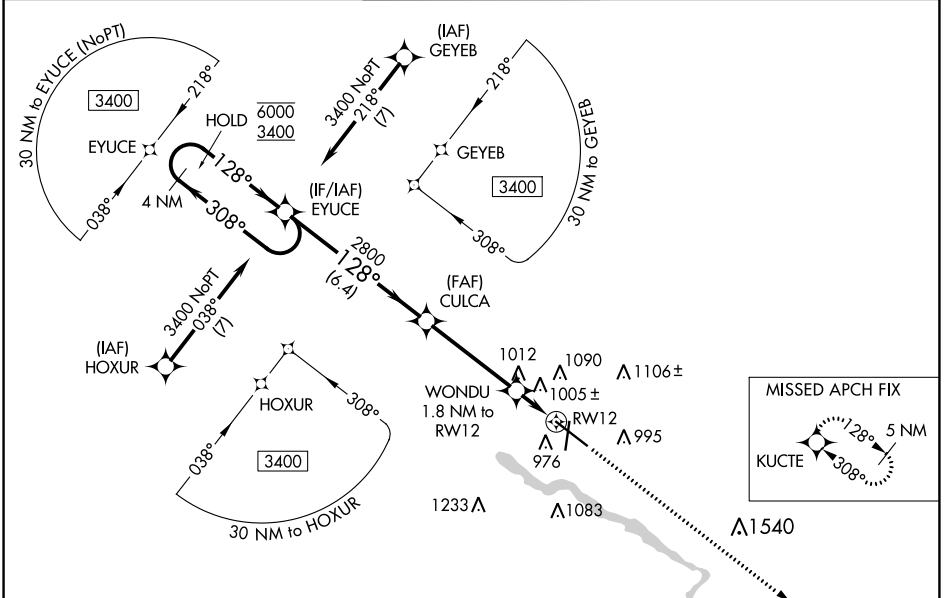 30 NM to EYUCE (NoPT)
3400
218°
EYUCE
038°
HOLD
6000
3400
128°
4 NM
308°
(IF/IAF)
EYUCE
(IAF)
GEYEB
3400 NoPT
218°
(7)
218°
GEYEB
3400
308°
30 NM to GEYEB
2800
128°
(6.4)
(FAF)
CULCA
3400 NoPT
038°
(7)
(IAF)
HOXUR
HOXUR
308°
038°
3400
30 NM to HOXUR
1012
1090
1106 ±
1005 ±
WONDU
1.8 NM to
RW12
RW12
995
976
1233
1083
1540
MISSED APCH FIX
128°
5 NM
KUCTE
308°